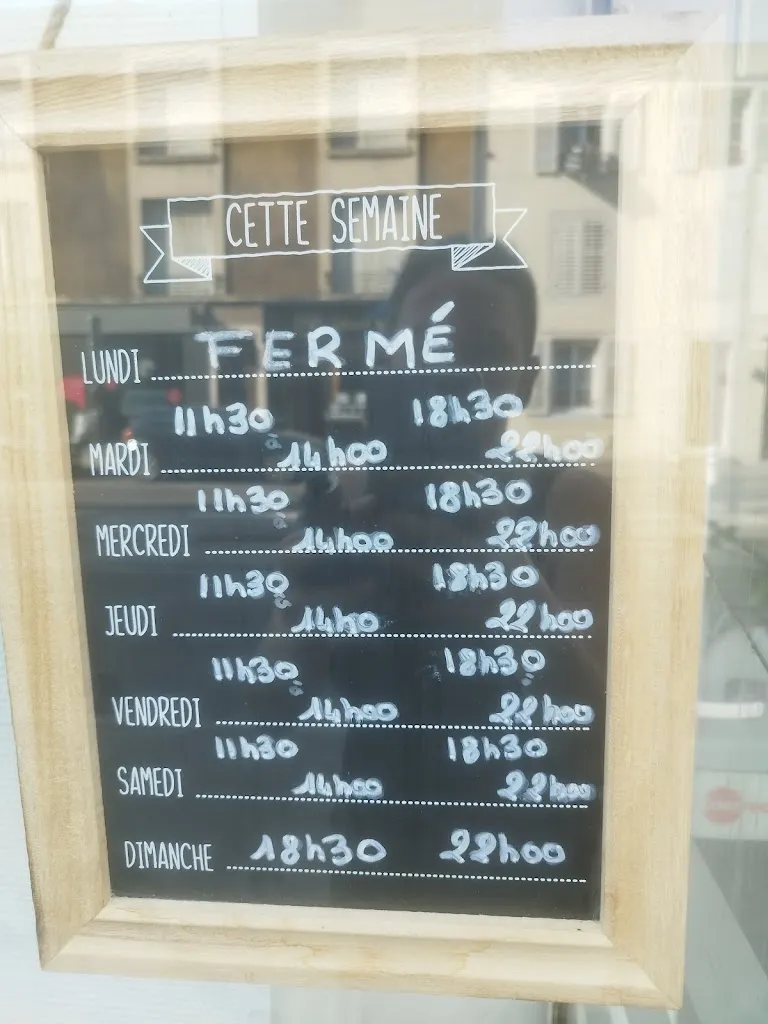 CETTE SEMAINE
LUNDI FERMÉ
11h30 18h30
MARDI à 14h00 22h00
11h30 18h30
MERCREDI à 14h00 22h00
11h30 18h30
JEUDI à 14h0 22h00
11h30 18h30
VENDREDI à 14h00 à 22h00
11h30 18h30
SAMEDI 14h00 22h00
DIMANCHE 18h30 22h00